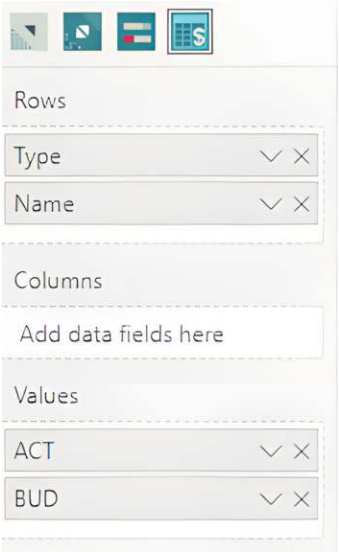 Rows
Type
Name
Columns
Add data fields here
Values
ACT
BUD